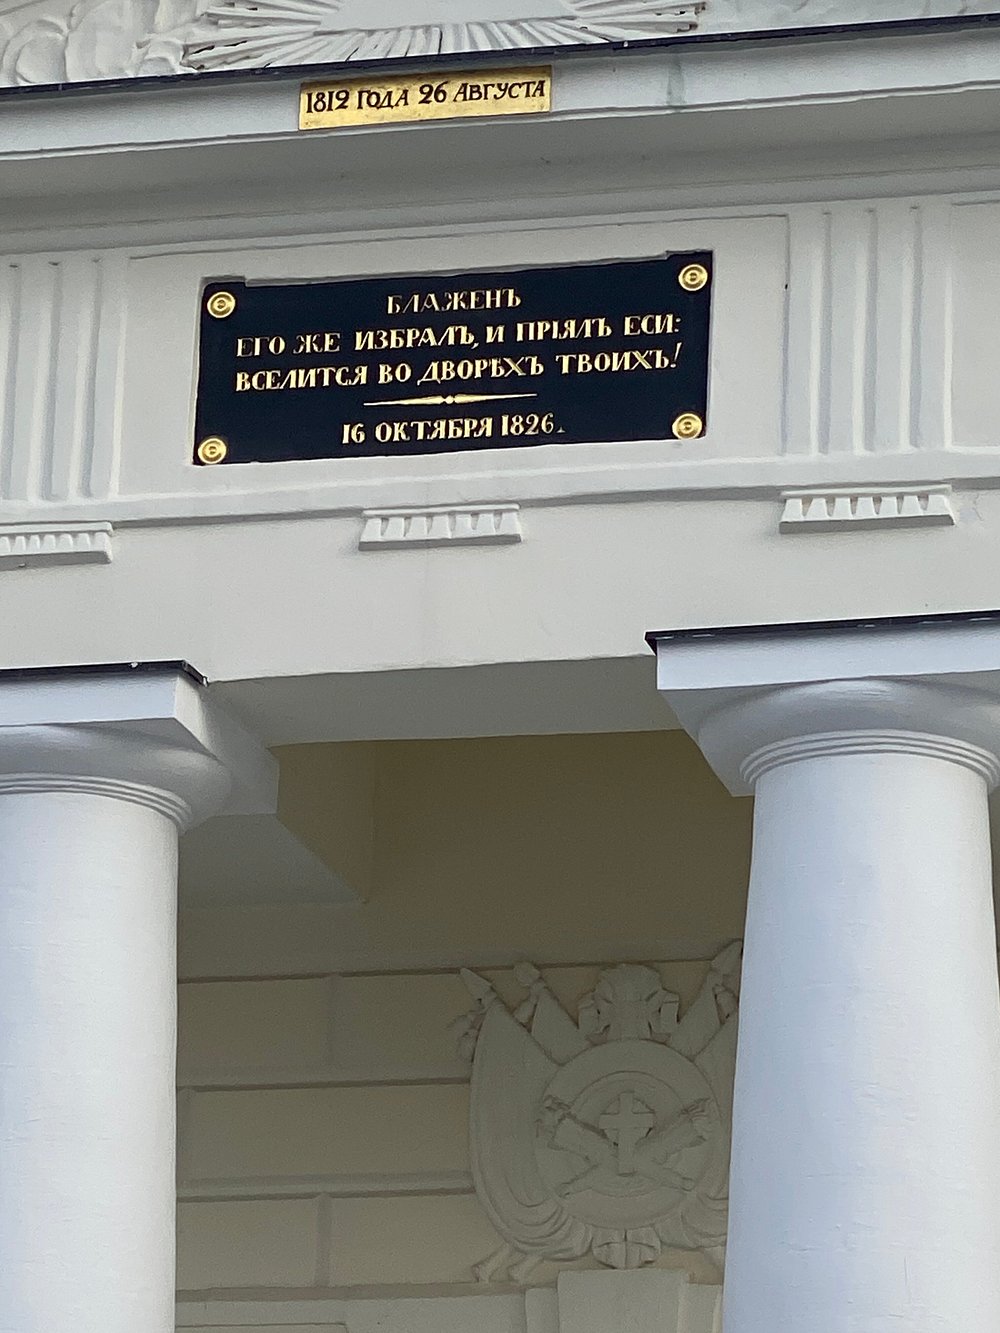 1812 ГОДА 26 АВГУСТА
БЛАЖЕНЪ
ЕГО ЖЕ ИЗБРАЛЪ, И ПРІЯЛЪ ЕСИ:
ВСЕЛИТСЯ ВО ДВОРѢХЪ ТВОИХЪ!
16 ОКТЯБРЯ 1826.